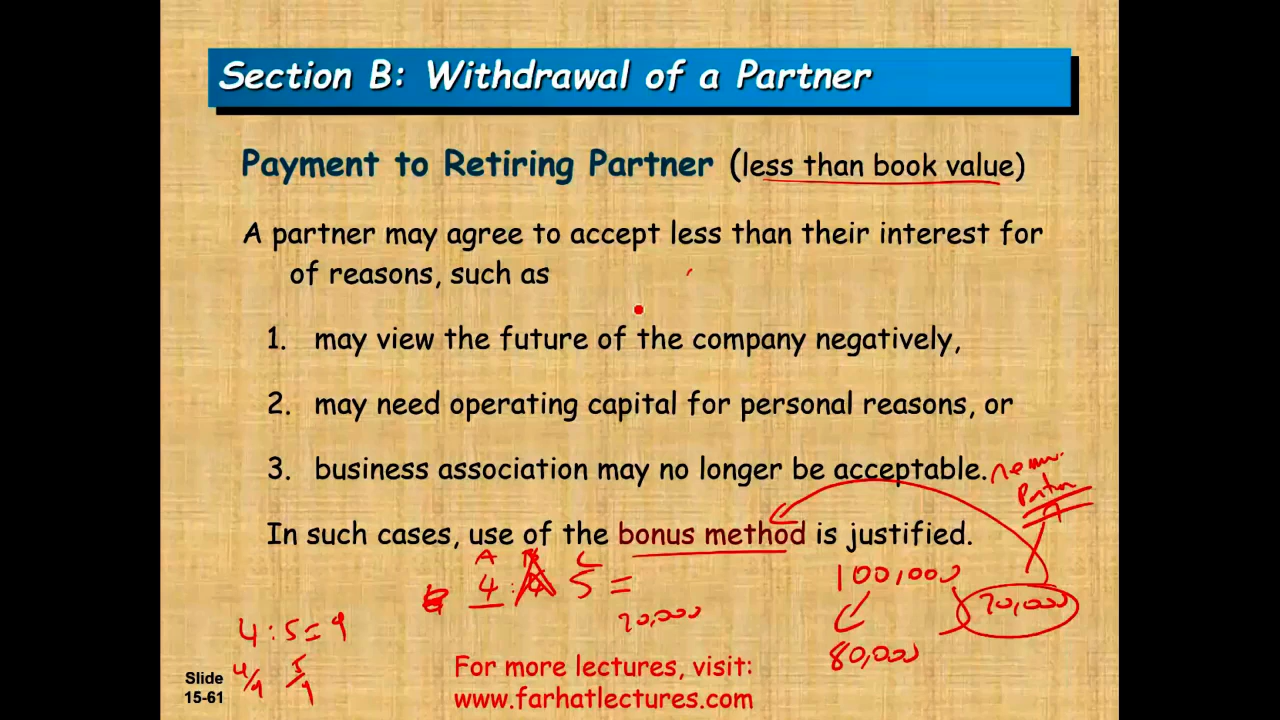 Section B: Withdrawal of a Partner
Payment to Retiring Partner (less than book value)
A partner may agree to accept less than their interest for
of reasons, such as
1. may view the future of the company negatively,
2. may need operating capital for personal reasons, or
3. business association may no longer be acceptable.
Partner
In such cases, use of the bonus method is justified.
A B C
4 : 5 =
100,000
20,000
20,000
4 : 5 = 9
80,000
4/9 5/9
For more lectures, visit:
www.farhatlectures.com
Slide
15-61